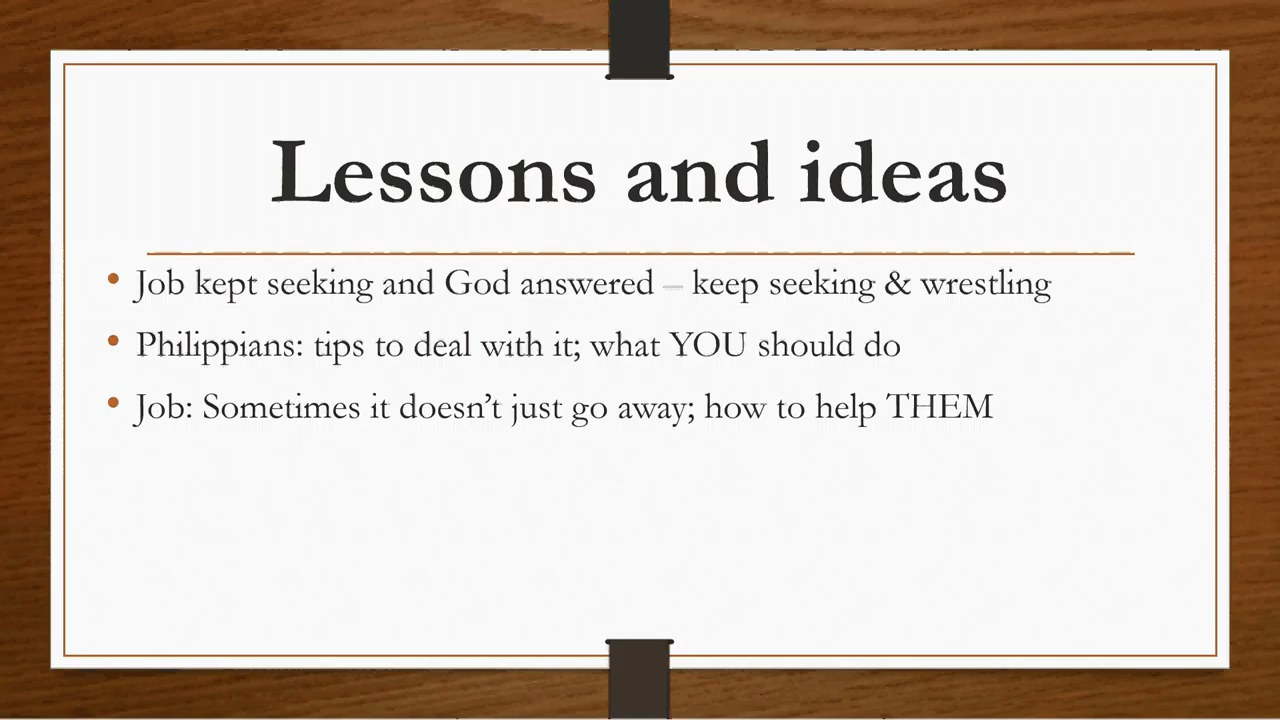 Lessons and ideas
• Job kept seeking and God answered – keep seeking & wrestling
• Philippians: tips to deal with it; what YOU should do
• Job: Sometimes it doesn’t just go away; how to help THEM